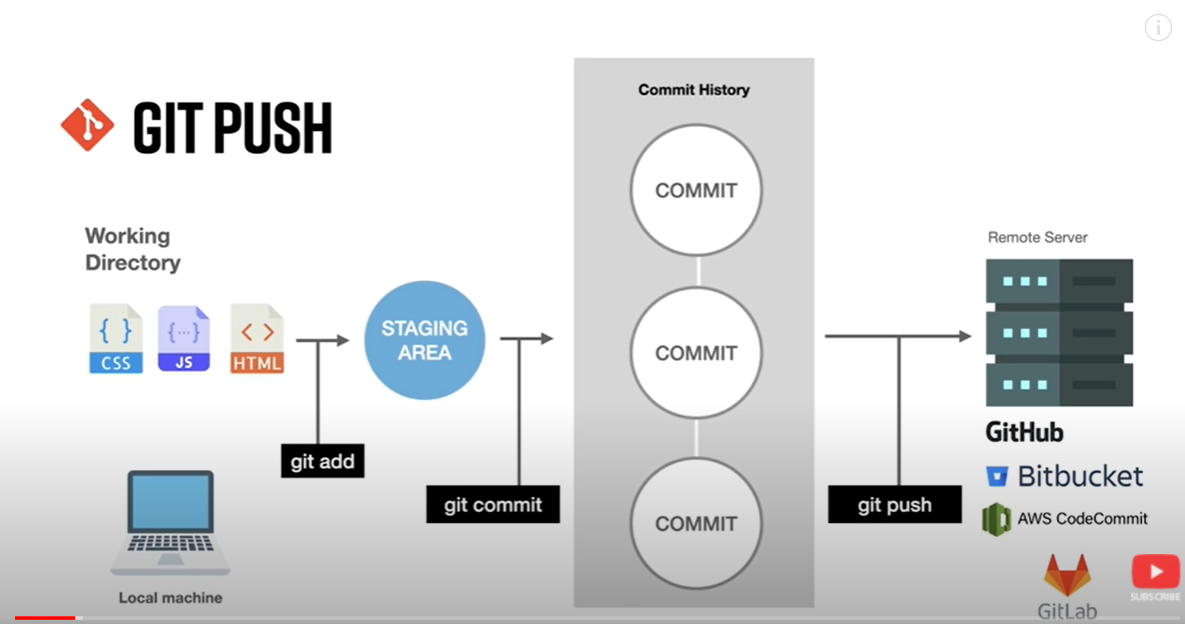 GIT PUSH
Working
Directory
{ }
CSS
{...}
JS
< >
HTML
git add
Local machine
STAGING
AREA
git commit
Commit History
COMMIT
COMMIT
COMMIT
git push
Remote Server
GitHub
Bitbucket
AWS CodeCommit
GitLab
SUBSCRIBE
i